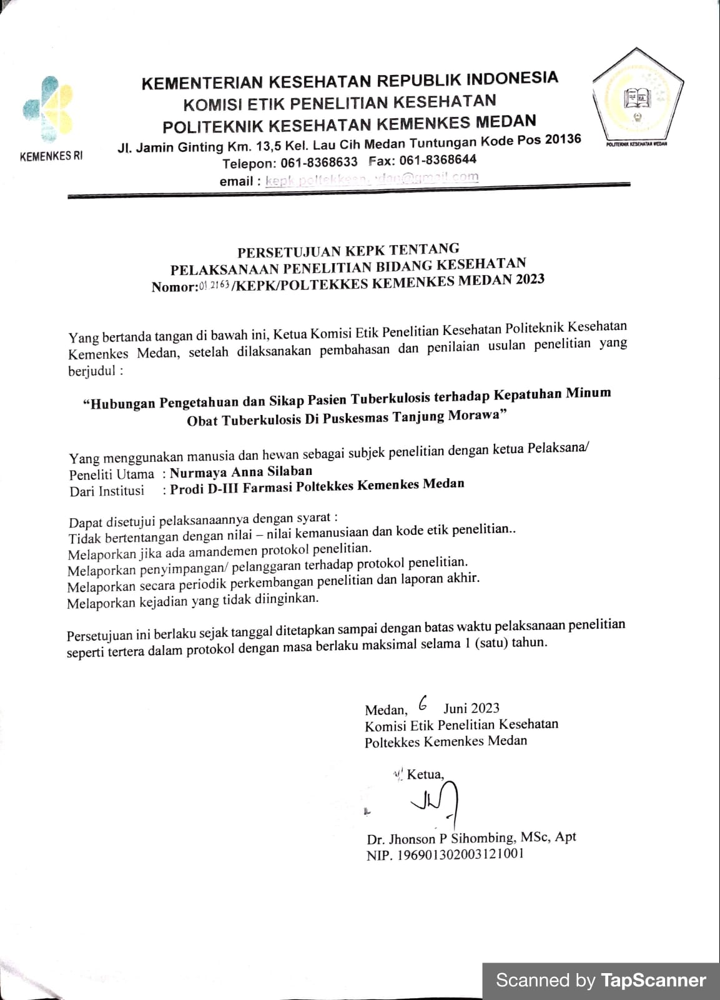 KEMENTERIAN KESEHATAN REPUBLIK INDONESIA
KOMISI ETIK PENELITIAN KESEHATAN
POLITEKNIK KESEHATAN KEMENKES MEDAN
Jl. Jamin Ginting Km. 13,5 Kel. Lau Cih Medan Tuntungan Kode Pos 20136
Telepon: 061-8368633 Fax: 061-8368644
email :
KEMENKES RI
POLITEKNIK KESEHATAN MEDAN
PERSETUJUAN KEPK TENTANG
PELAKSANAAN PENELITIAN BIDANG KESEHATAN
Nomor:01.2163/KEPK/POLTEKKES KEMENKES MEDAN 2023
Yang bertanda tangan di bawah ini, Ketua Komisi Etik Penelitian Kesehatan Politeknik Kesehatan
Kemenkes Medan, setelah dilaksanakan pembahasan dan penilaian usulan penelitian yang
berjudul :
“Hubungan Pengetahuan dan Sikap Pasien Tuberkulosis terhadap Kepatuhan Minum
Obat Tuberkulosis Di Puskesmas Tanjung Morawa”
Yang menggunakan manusia dan hewan sebagai subjek penelitian dengan ketua Pelaksana/
Peneliti Utama : Nurmaya Anna Silaban
Dari Institusi : Prodi D-III Farmasi Poltekkes Kemenkes Medan
Dapat disetujui pelaksanaannya dengan syarat :
Tidak bertentangan dengan nilai – nilai kemanusiaan dan kode etik penelitian..
Melaporkan jika ada amandemen protokol penelitian.
Melaporkan penyimpangan/ pelanggaran terhadap protokol penelitian.
Melaporkan secara periodik perkembangan penelitian dan laporan akhir.
Melaporkan kejadian yang tidak diinginkan.
Persetujuan ini berlaku sejak tanggal ditetapkan sampai dengan batas waktu pelaksanaan penelitian
seperti tertera dalam protokol dengan masa berlaku maksimal selama 1 (satu) tahun.
Medan, 6 Juni 2023
Komisi Etik Penelitian Kesehatan
Poltekkes Kemenkes Medan
Ketua,
Dr. Jhonson P Sihombing, MSc, Apt
NIP. 196901302003121001
Scanned by TapScanner